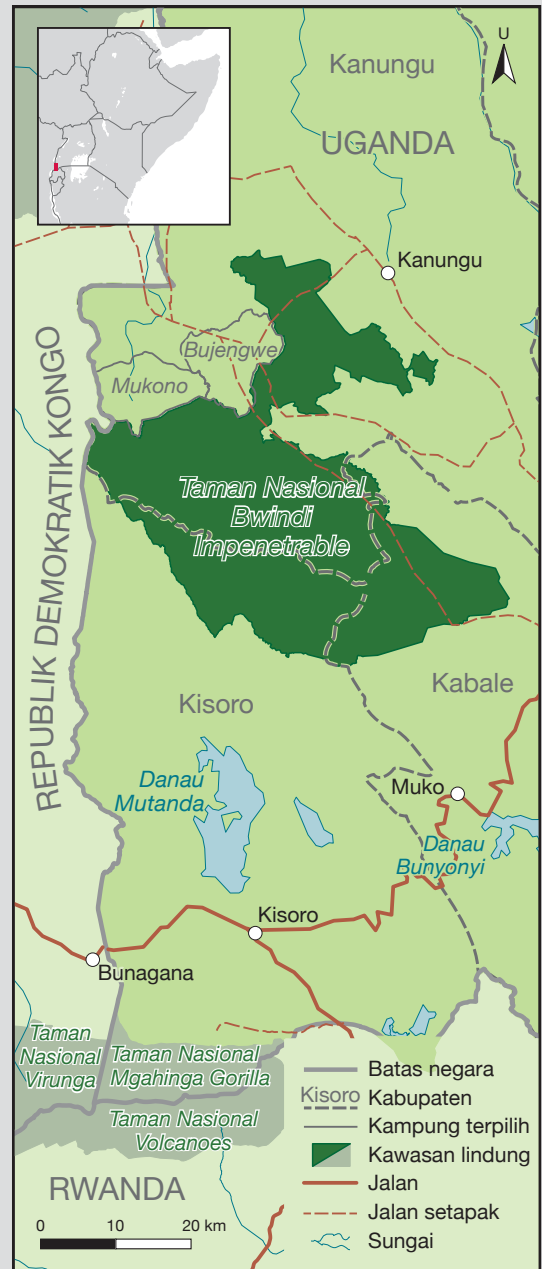 U
Kanungu
UGANDA
Kanungu
Bujengwe
Mukono
REPUBLIK DEMOKRATIK KONGO
Taman Nasional
Bwindi
Impenetrable
Kisoro
Kabale
Danau
Mutanda
Muko
Danau
Bunyonyi
Kisoro
Bunagana
Taman
Nasional
Virunga
Taman Nasional
Mgahinga Gorilla
Taman Nasional
Volcanoes
RWANDA
0 10 20 km
Batas negara
Kisoro Kabupaten
Kampung terpilih
Kawasan lindung
Jalan
Jalan setapak
Sungai